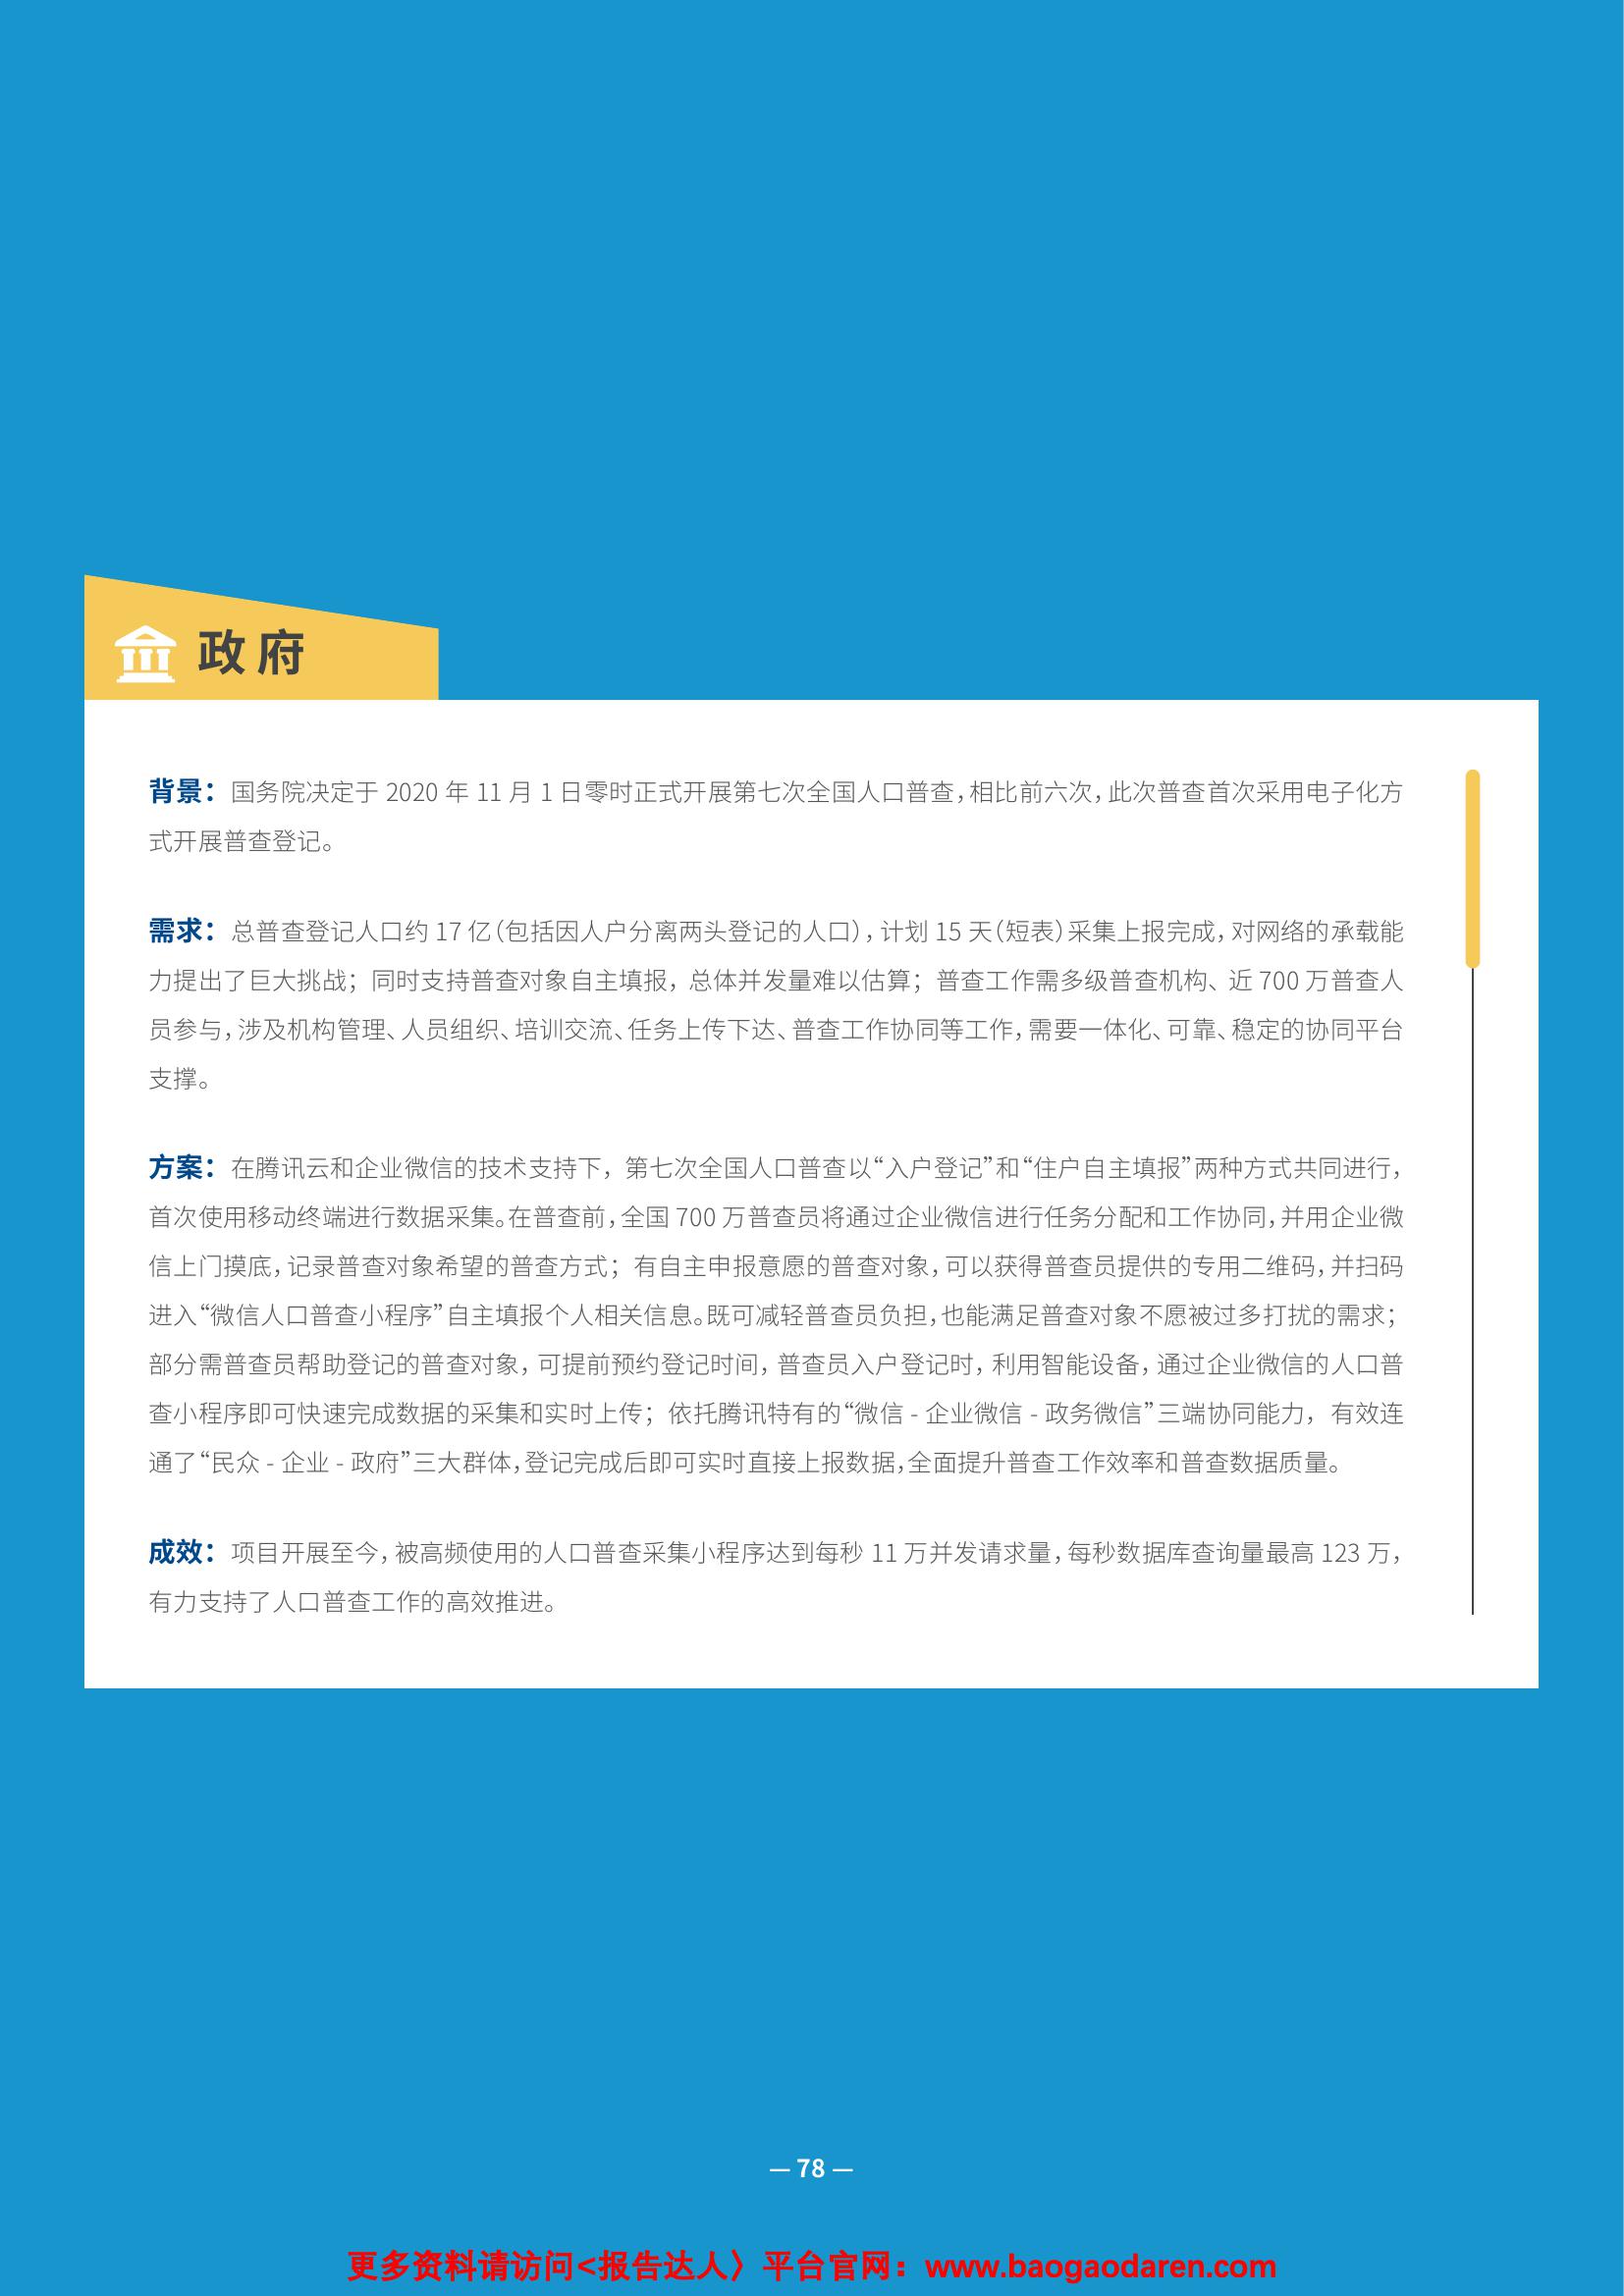 政府
背景：国务院决定于 2020 年 11 月 1 日零时正式开展第七次全国人口普查，相比前六次，此次普查首次采用电子化方
式开展普查登记。
需求：总普查登记人口约 17 亿（包括因人户分离两头登记的人口），计划 15 天（短表）采集上报完成，对网络的承载能
力提出了巨大挑战；同时支持普查对象自主填报，总体并发量难以估算；普查工作需多级普查机构、近 700 万普查人
员参与，涉及机构管理、人员组织、培训交流、任务上传下达、普查工作协同等工作，需要一体化、可靠、稳定的协同平台
支撑。
方案：在腾讯云和企业微信的技术支持下，第七次全国人口普查以“入户登记”和“住户自主填报”两种方式共同进行，
首次使用移动终端进行数据采集。在普查前，全国 700 万普查员将通过企业微信进行任务分配和工作协同，并用企业微
信上门摸底，记录普查对象希望的普查方式；有自主申报意愿的普查对象，可以获得普查员提供的专用二维码，并扫码
进入“微信人口普查小程序”自主填报个人相关信息。既可减轻普查员负担，也能满足普查对象不愿被过多打扰的需求；
部分需普查员帮助登记的普查对象，可提前预约登记时间，普查员入户登记时，利用智能设备，通过企业微信的人口普
查小程序即可快速完成数据的采集和实时上传；依托腾讯特有的“微信 - 企业微信 - 政务微信”三端协同能力，有效连
通了“民众 - 企业 - 政府”三大群体，登记完成后即可实时直接上报数据，全面提升普查工作效率和普查数据质量。
成效：项目开展至今，被高频使用的人口普查采集小程序达到每秒 11 万并发请求量，每秒数据库查询量最高 123 万，
有力支持了人口普查工作的高效推进。
— 78 —
更多资料请访问<报告达人〉平台官网：www.baogaodaren.com